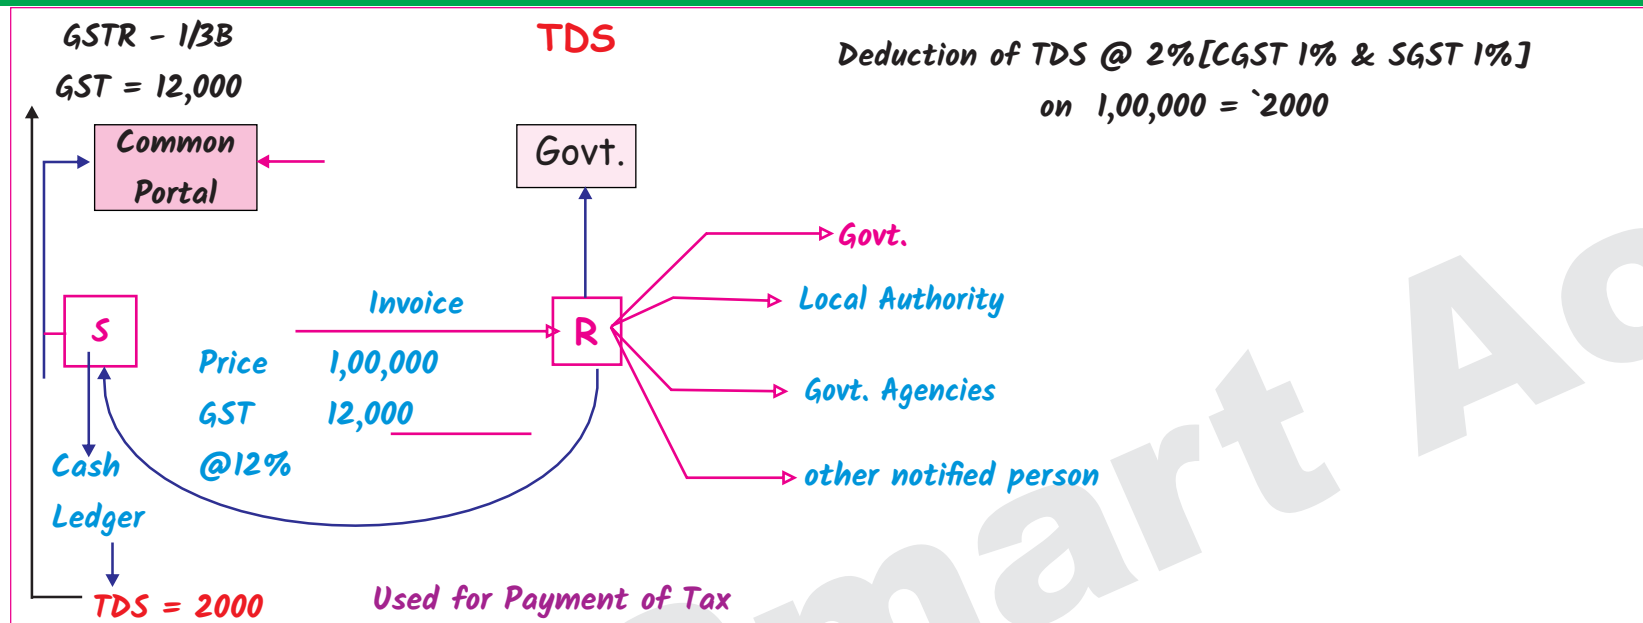 GSTR - 1/3B
GST = 12,000
TDS
Deduction of TDS @ 2%[CGST 1% & SGST 1%]
on 1,00,000 = `2000
Common
Portal
Govt.
Govt.
Local Authority
Invoice
S
R
Price 1,00,000
GST 12,000
@12%
Govt. Agencies
other notified person
Cash
Ledger
TDS = 2000
Used for Payment of Tax
mart Ac